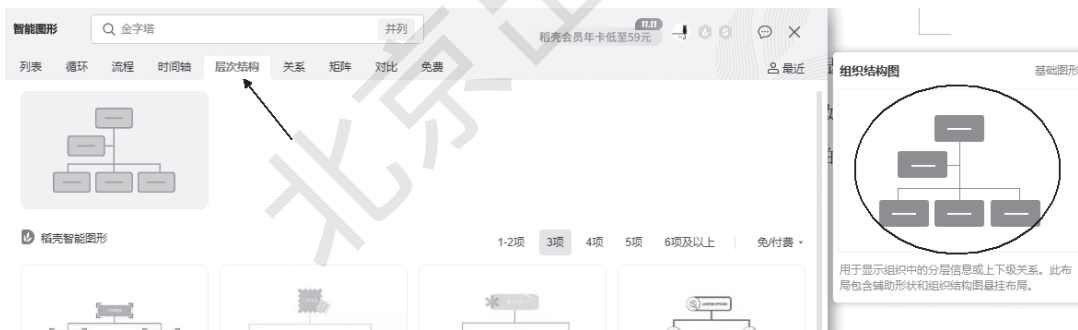 智能图形
金字塔
并列
11.11
稻壳会员年卡低至59元
列表 循环 流程 时间轴 层次结构 关系 矩阵 对比 免费
最近
稻壳智能图形
1-2项 3项 4项 5项 6项及以上 免/付费
组织结构图 基础图形
用于显示组织中的分层信息或上下级关系。此布
局包含辅助形状和组织结构图悬挂布局。
北京